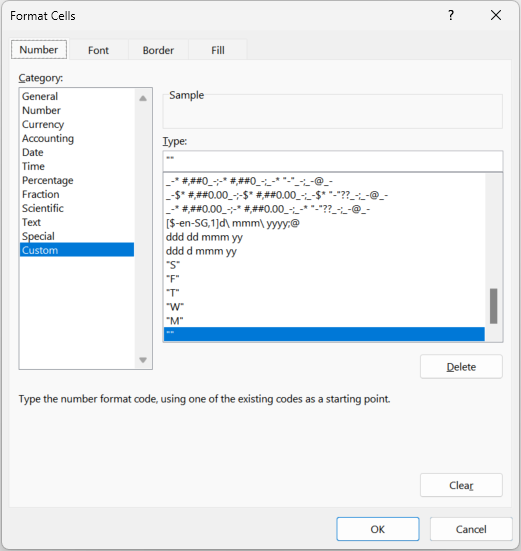 Format Cells
?
Number Font Border Fill
Category:
General
Number
Currency
Accounting
Date
Time
Percentage
Fraction
Scientific
Text
Special
Custom
Sample
Type:
""
_-* #,##0_-;-* #,##0_-;_-* "-"_-;_-@_-
_-$* #,##0.00_-;-$* #,##0.00_-;_-$* "-"??_-;_-@_-
_-* #,##0.00_-;-* #,##0.00_-;_-* "-"??_-;_-@_-
[$-en-SG,1]d\ mmm\ yyyy;@
ddd dd mmm yy
ddd d mmm yy
"S"
"F"
"T"
"W"
"M"
""
Delete
Type the number format code, using one of the existing codes as a starting point.
Clear
OK Cancel